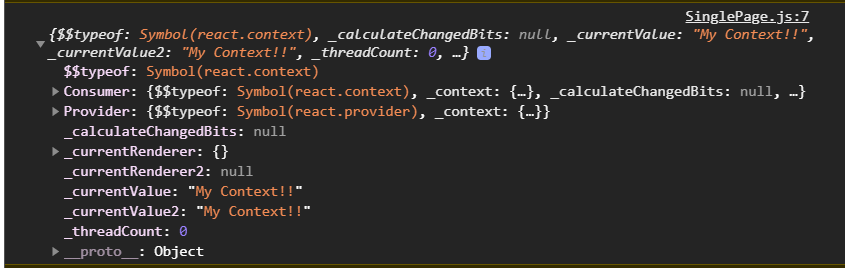 SinglePage.js:7
{$$typeof: Symbol(react.context), _calculateChangedBits: null, _currentValue: "My Context!!",
_currentValue2: "My Context!!", _threadCount: 0, …} i
$$typeof: Symbol(react.context)
Consumer: {$$typeof: Symbol(react.context), _context: {…}, _calculateChangedBits: null, …}
Provider: {$$typeof: Symbol(react.provider), _context: {…}}
_calculateChangedBits: null
_currentRenderer: {}
_currentRenderer2: null
_currentValue: "My Context!!"
_currentValue2: "My Context!!"
_threadCount: 0
__proto__: Object